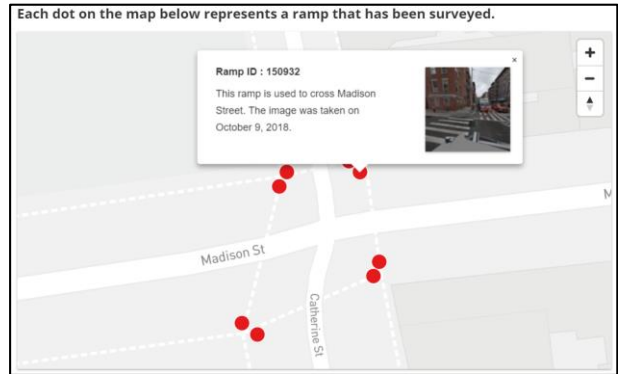 Each dot on the map below represents a ramp that has been surveyed.
Ramp ID : 150932
This ramp is used to cross Madison
Street. The image was taken on
October 9, 2018.
×
+
−
M
Madison St
Catherine St